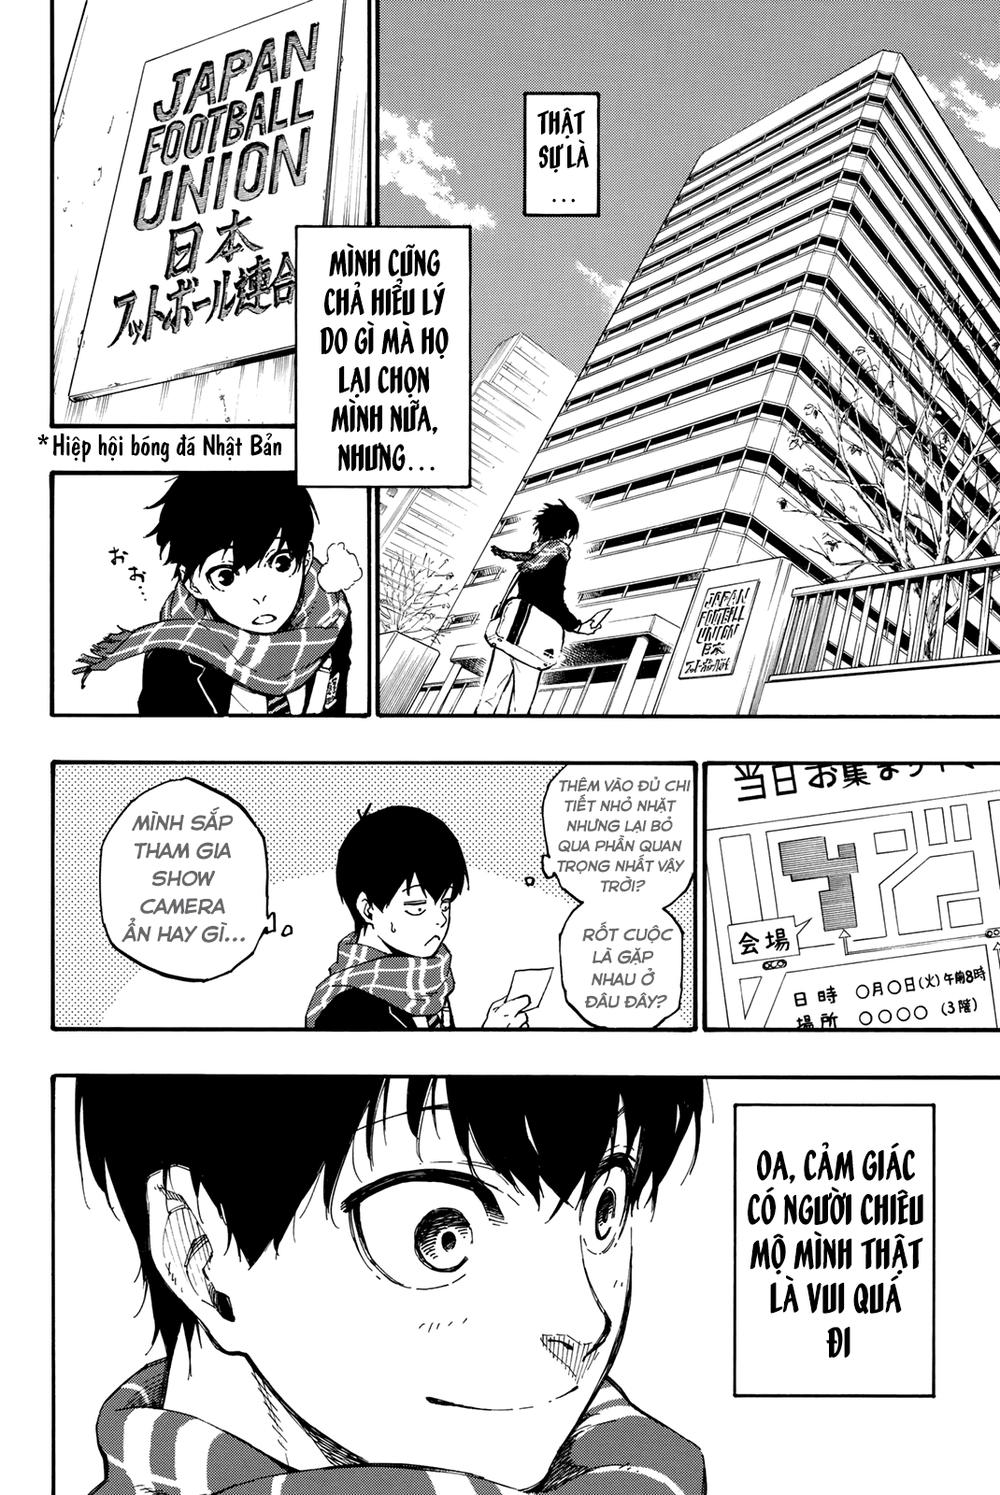 THẬT
SỰ LÀ
...
JAPAN
FOOTBALL
UNION
日本
フットボール連合
MÌNH CŨNG
CHẢ HIỂU LÝ
DO GÌ MÀ HỌ
LẠI CHỌN
MÌNH NỮA,
NHƯNG...
*Hiệp hội bóng đá Nhật Bản
JAPAN
FOOTBALL
UNION
日本
おお…
THÊM VÀO ĐỦ CHI
TIẾT NHỎ NHẶT
NHƯNG LẠI BỎ
QUA PHẦN QUAN
TRỌNG NHẤT VẬY
TRỜI!?
RỐT CUỘC
LÀ GẶP
NHAU Ở
ĐÂU ĐÂY?
MÌNH SẮP
THAM GIA
SHOW
CAMERA
ẨN HAY GÌ...
当日お集まり
会場
日時 〇月〇日(火)午前8時
場所 〇〇〇〇 (3階)
OA, CẢM GIÁC
CÓ NGƯỜI CHIÊU
MỘ MÌNH THẬT
LÀ VUI QUÁ
ĐI